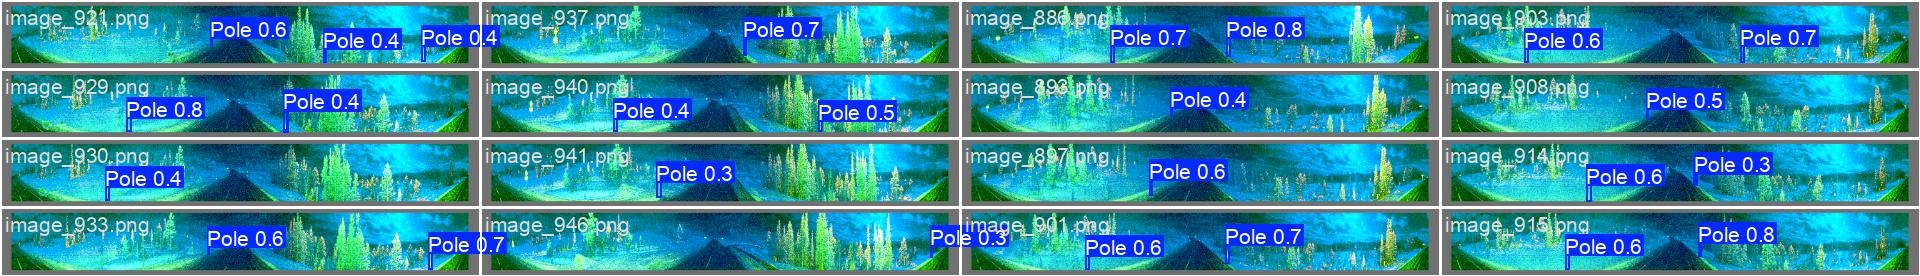 image_921.png
Pole 0.6
Pole 0.4
Pole 0.4
image_937.png
Pole 0.7
image_886.png
Pole 0.7
Pole 0.8
image_903.png
Pole 0.6
Pole 0.7
image_929.png
Pole 0.8
Pole 0.4
image_940.png
Pole 0.4
Pole 0.5
image_893.png
Pole 0.4
image_908.png
Pole 0.5
image_930.png
Pole 0.4
image_941.png
Pole 0.3
image_897.png
Pole 0.6
image_914.png
Pole 0.6
Pole 0.3
image_933.png
Pole 0.6
Pole 0.7
image_946.png
Pole 0.3
image_901.png
Pole 0.6
Pole 0.7
image_915.png
Pole 0.6
Pole 0.8